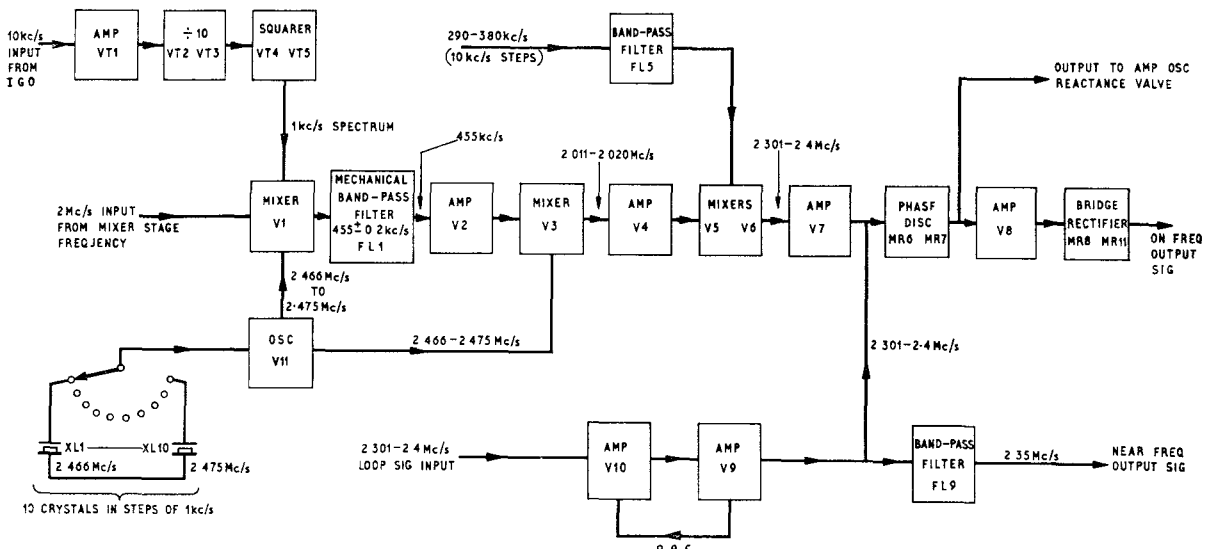 10kc/s
INPUT
FROM
IGO
AMP
VT1
÷10
VT2 VT3
SQUARER
VT4 VT5
290-380kc/s
(10kc/s STEPS)
BAND-PASS
FILTER
FL5
OUTPUT TO AMP OSC
REACTANCE VALVE
1kc/s SPECTRUM
455kc/s
2 011-2 020Mc/s
2 301-2 4Mc/s
2Mc/s INPUT
FROM MIXER STAGE
FREQJENCY
MIXER
V1
MECHANICAL
BAND-PASS
FILTER
455±0.2kc/s
FL1
AMP
V2
MIXER
V3
AMP
V4
MIXERS
V5 V6
AMP
V7
PHASF
DISC
MR6 MR7
AMP
V8
BRIDGE
RECTIFIER
MR8 MR11
ON FREQ
OUTPUT
SIG
2 466Mc/s
TO
2·475Mc/s
OSC
V11
2 466-2 475Mc/s
2 301-2·4Mc/s
XL1 XL10
2 466Mc/s
2 475Mc/s
10 CRYSTALS IN STEPS OF 1kc/s
2 301-2 4Mc/s
LOOP SIG INPUT
AMP
V10
AMP
V9
BAND-PASS
FILTER
FL9
2 35Mc/s
NEAR FREQ
OUTPUT SIG